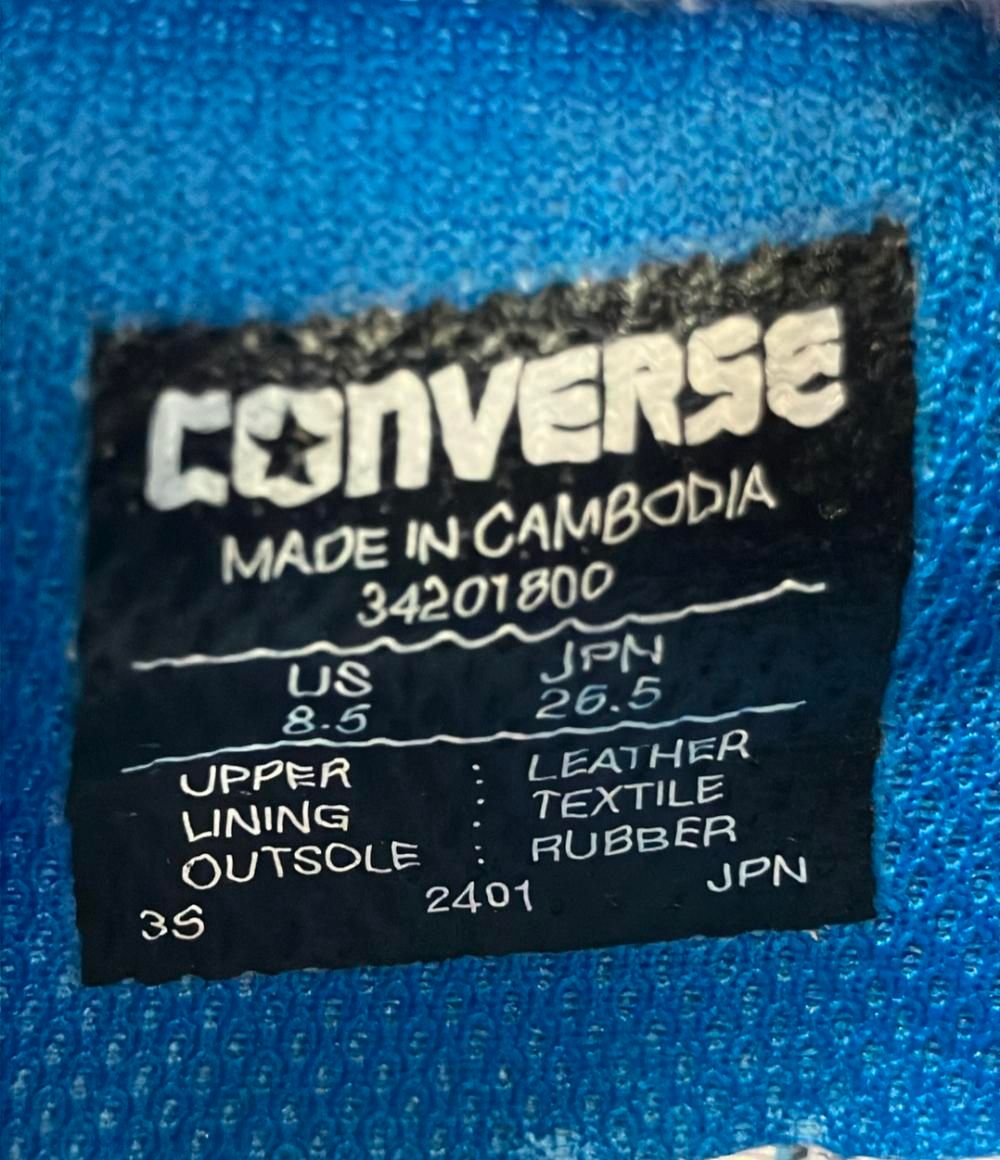 CONVERSE
MADE IN CAMBODIA
34201800
US JPN
8.5 26.5
UPPER : LEATHER
LINING : TEXTILE
OUTSOLE : RUBBER
3S 2401 JPN